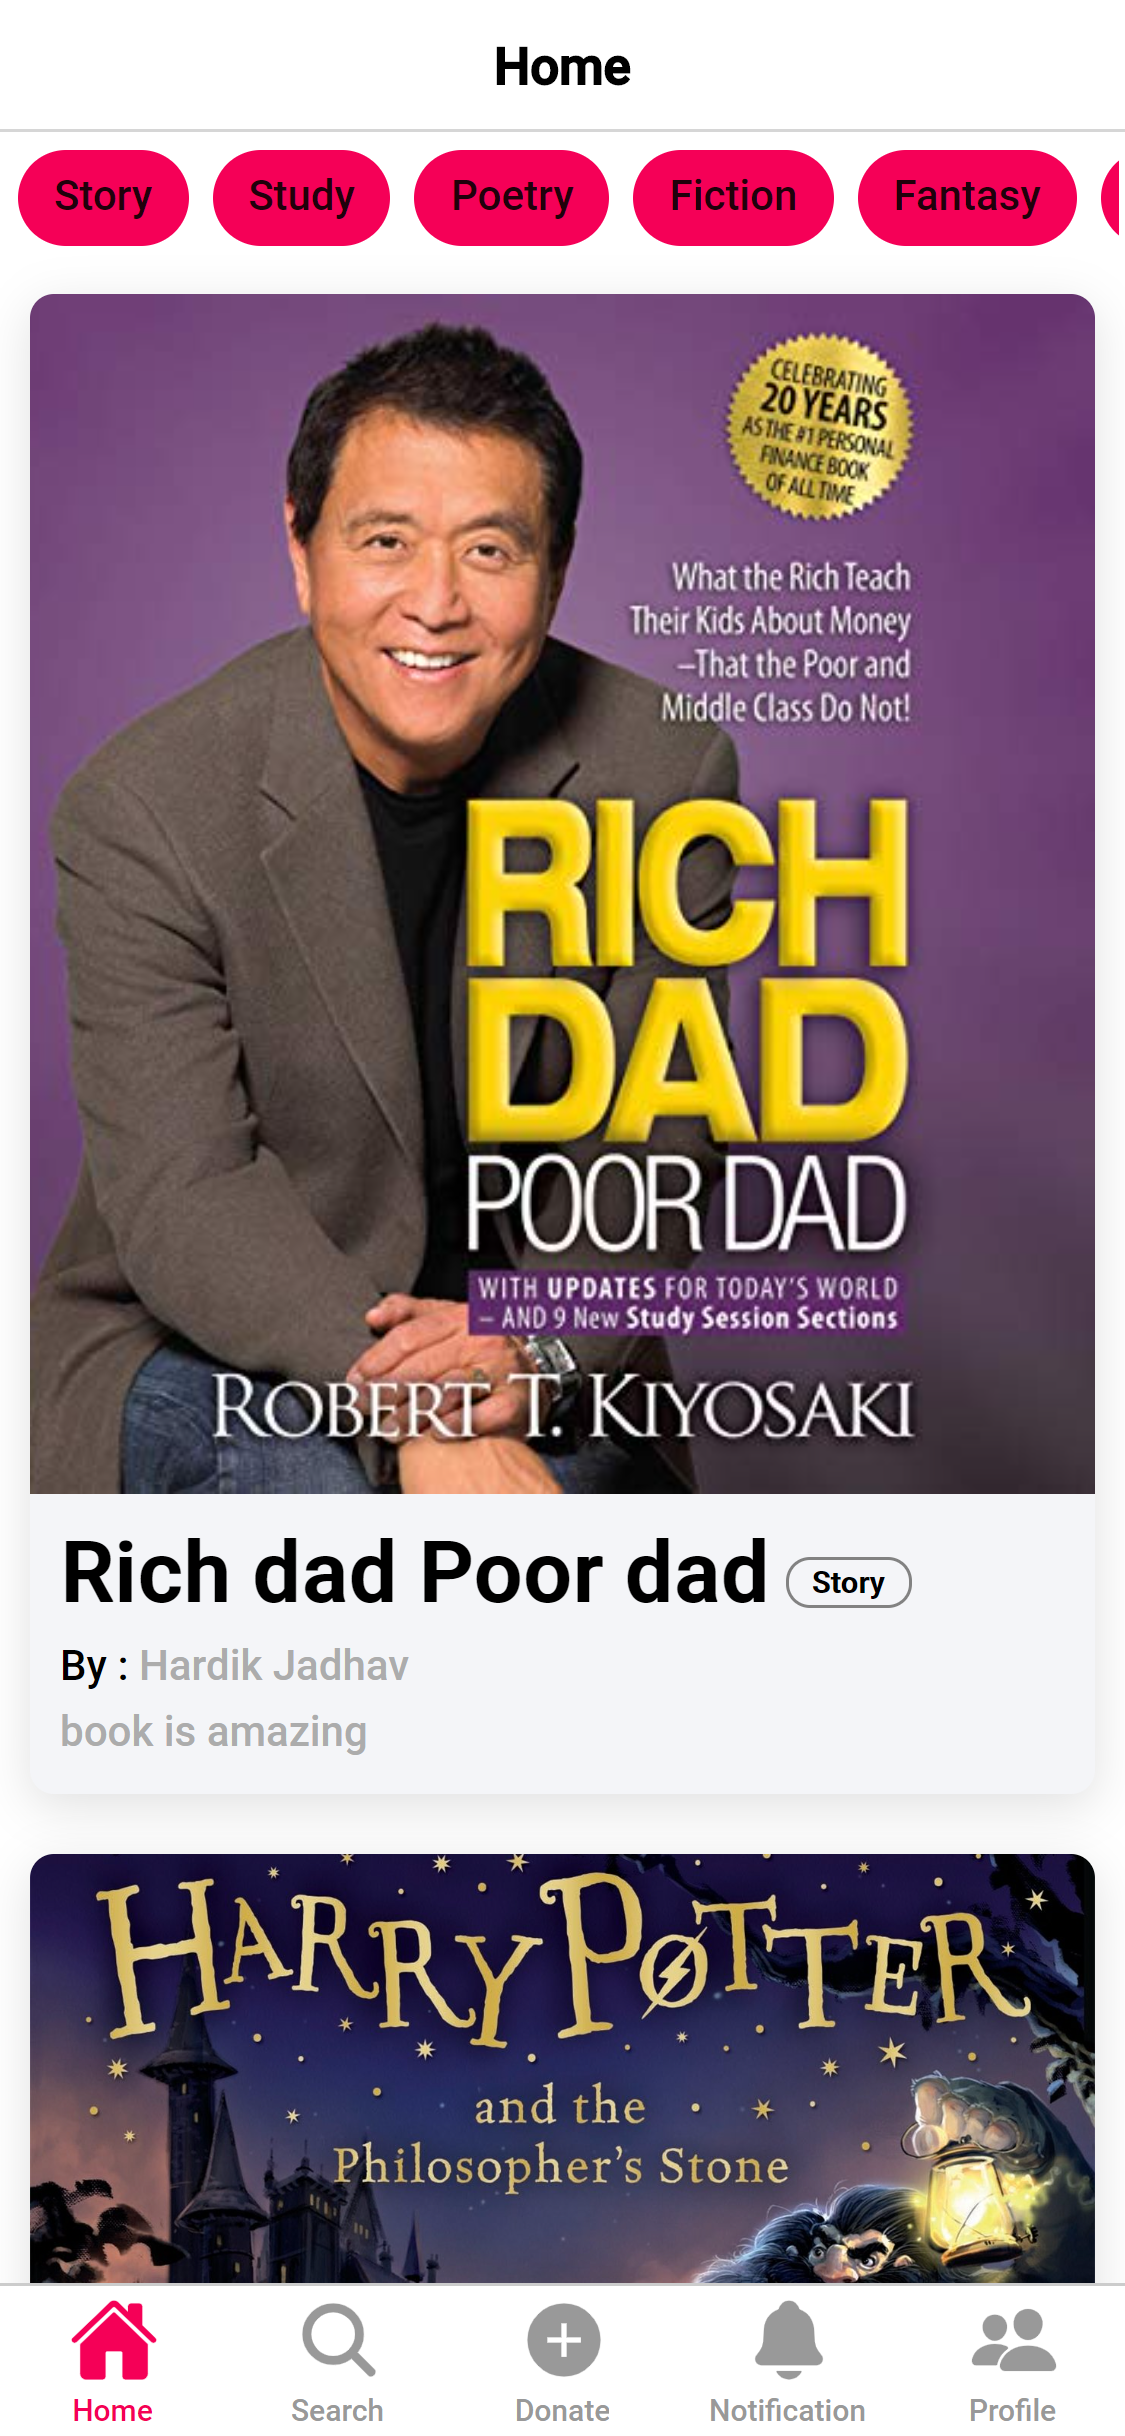 Home
Story Study Poetry Fiction Fantasy
CELEBRATING
20 YEARS
AS THE #1 PERSONAL
FINANCE BOOK
OF ALL TIME
What the Rich Teach
Their Kids About Money
–That the Poor and
Middle Class Do Not!
RICH
DAD
POOR DAD
WITH UPDATES FOR TODAY'S WORLD
– AND 9 New Study Session Sections
ROBERT T. KIYOSAKI
Rich dad Poor dad Story
By : Hardik Jadhav
book is amazing
HARRY POTTER
and the
Philosopher's Stone
Home Search Donate Notification Profile